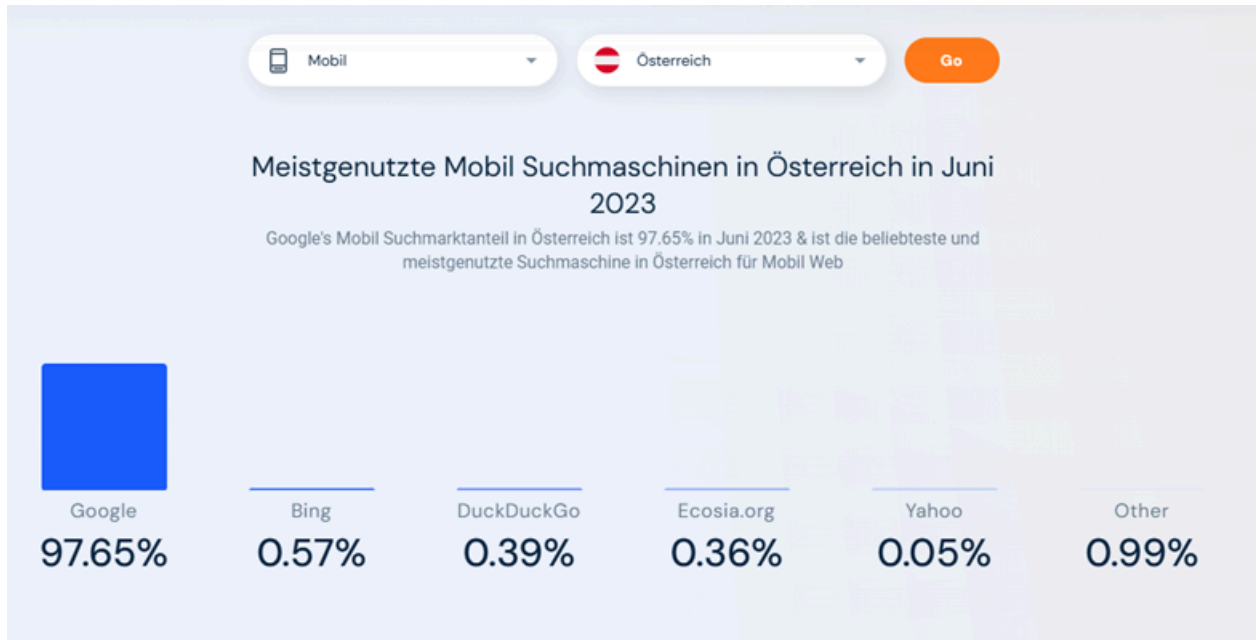 Mobil
Österreich
Go
Meistgenutzte Mobil Suchmaschinen in Österreich in Juni
2023
Google's Mobil Suchmarktanteil in Österreich ist 97.65% in Juni 2023 & ist die beliebteste und
meistgenutzte Suchmaschine in Österreich für Mobil Web
Google
97.65%
Bing
0.57%
DuckDuckGo
0.39%
Ecosia.org
0.36%
Yahoo
0.05%
Other
0.99%